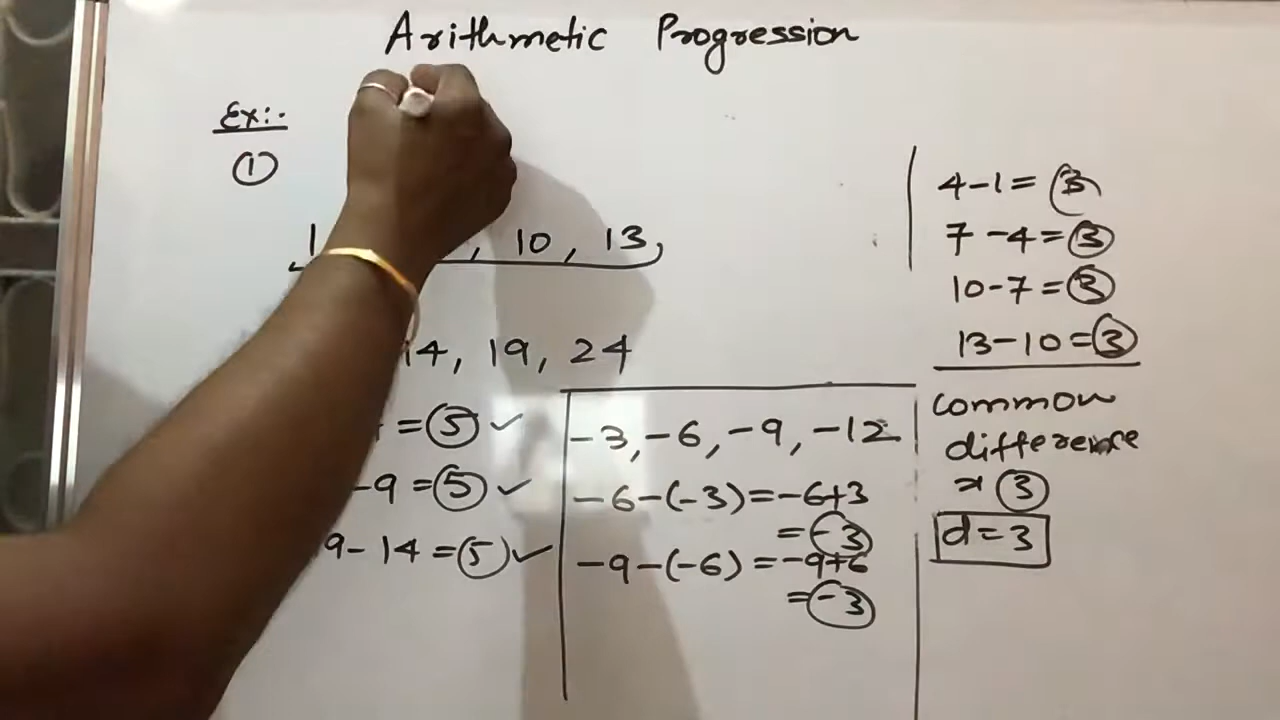 Arithmetic Progression
Ex:-
①
1 , 10 , 13,
14, 19, 24
= 5 ✓
-9 = 5 ✓
9-14 = 5 ✓
-3, -6, -9, -12
-6-(-3) = -6+3
= -3
-9-(-6) = -9+6
= -3
4-1 = 3
7-4 = 3
10-7 = 3
13-10 = 3
common
difference
3
d = 3